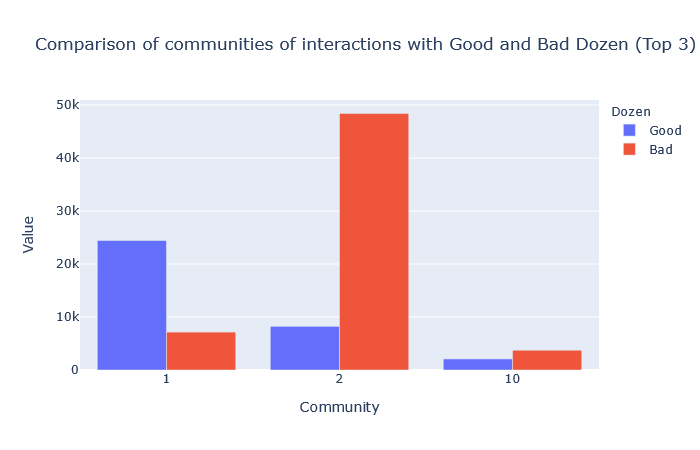 Comparison of communities of interactions with Good and Bad Dozen (Top 3)
Dozen
Good
Bad
50k
40k
30k
20k
10k
0
Value
1 2 10
Community